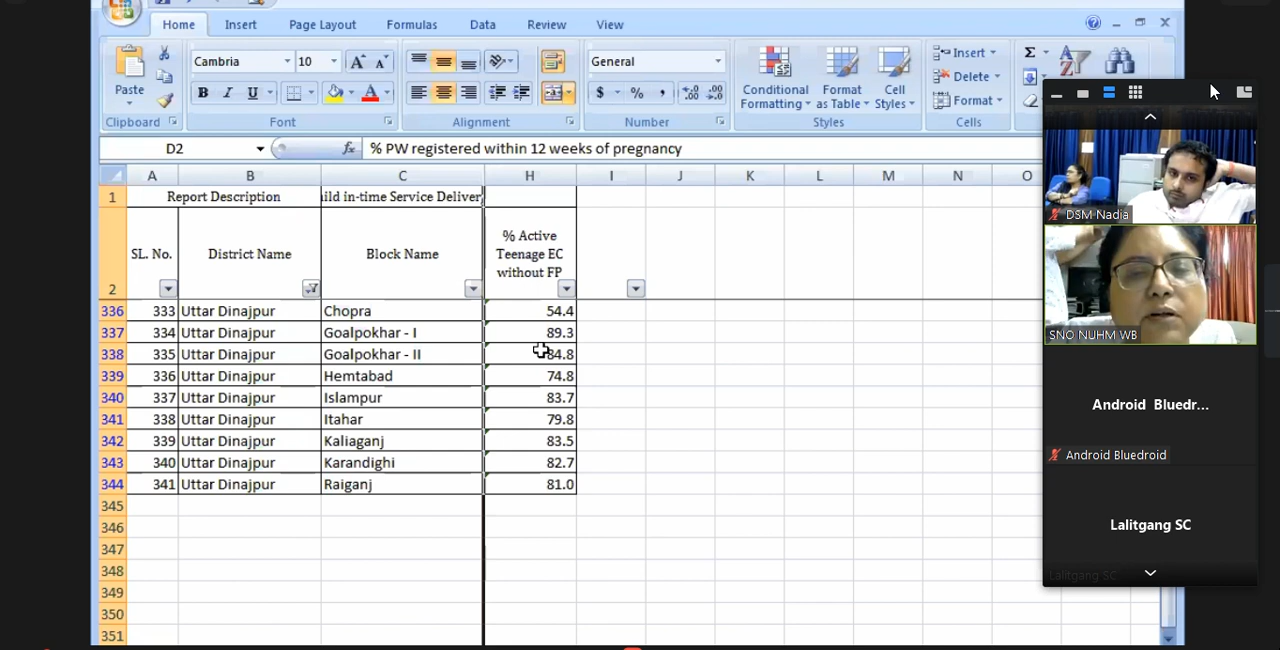 Home Insert Page Layout Formulas Data Review View
Cambria 10 General Σ Insert
Paste Conditional Format Cell Delete
B I U $ % , Formatting as Table Styles Format
Clipboard Font Alignment Number Styles Cells
D2 fx % PW registered within 12 weeks of pregnancy
A B C H I J K L M N O
1 Report Description ild in-time Service Deliver
2 SL. No. District Name Block Name % Active Teenage EC without FP
336 333 Uttar Dinajpur Chopra 54.4
337 334 Uttar Dinajpur Goalpokhar - I 89.3
338 335 Uttar Dinajpur Goalpokhar - II 84.8
339 336 Uttar Dinajpur Hemtabad 74.8
340 337 Uttar Dinajpur Islampur 83.7
341 338 Uttar Dinajpur Itahar 79.8
342 339 Uttar Dinajpur Kaliaganj 83.5
343 340 Uttar Dinajpur Karandighi 82.7
344 341 Uttar Dinajpur Raiganj 81.0
345
346
347
348
349
350
351
DSM Nadia
SNO NUHM WB
Android Bluedr...
Android Bluedroid
Lalitgang SC
Lalitgang SC